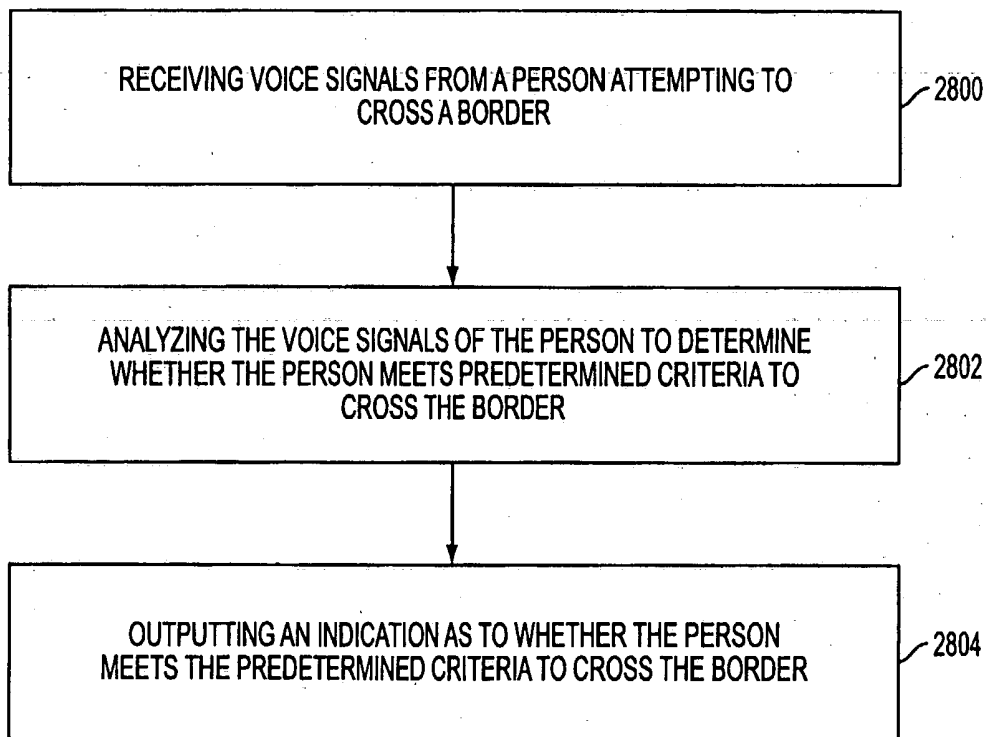 RECEIVING VOICE SIGNALS FROM A PERSON ATTEMPTING TO
CROSS A BORDER
2800
ANALYZING THE VOICE SIGNALS OF THE PERSON TO DETERMINE
WHETHER THE PERSON MEETS PREDETERMINED CRITERIA TO
CROSS THE BORDER
2802
OUTPUTTING AN INDICATION AS TO WHETHER THE PERSON
MEETS THE PREDETERMINED CRITERIA TO CROSS THE BORDER
2804